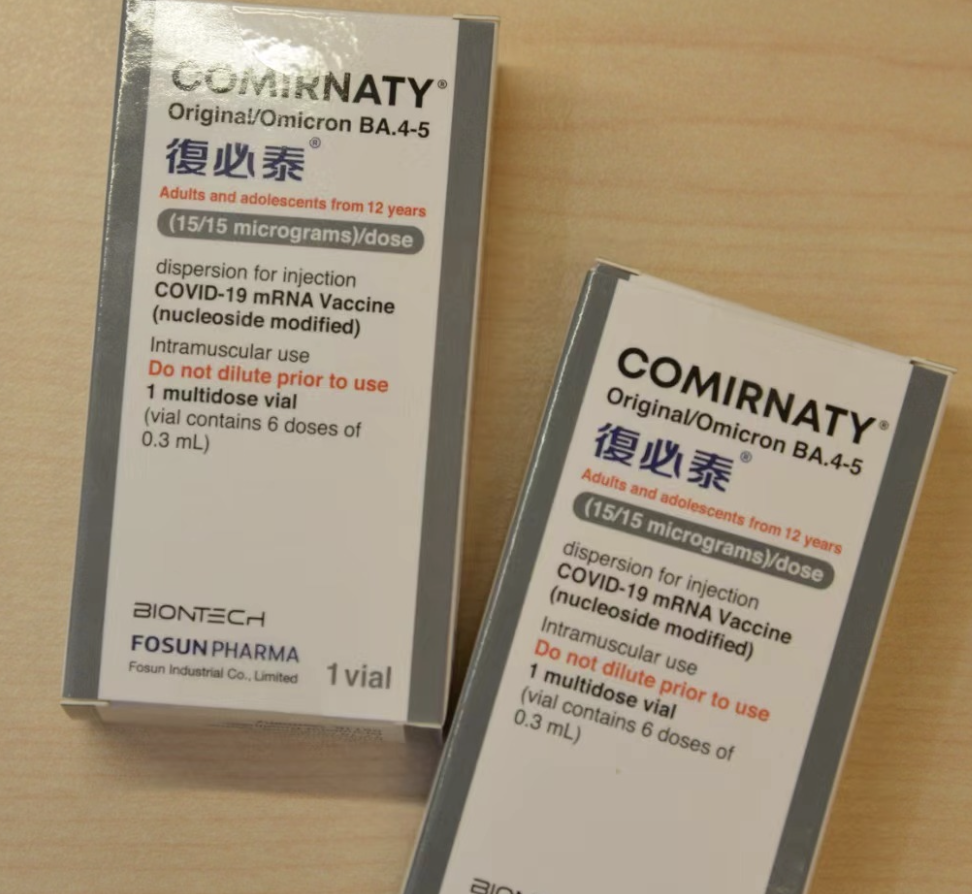 COMIRNATY®
Original/Omicron BA.4-5
復必泰®
Adults and adolescents from 12 years
(15/15 micrograms)/dose
dispersion for injection
COVID-19 mRNA Vaccine
(nucleoside modified)
Intramuscular use
Do not dilute prior to use
1 multidose vial
(vial contains 6 doses of
0.3 mL)
BIONTECH
FOSUN PHARMA
Fosun Industrial Co., Limited
1 vial
COMIRNATY®
Original/Omicron BA.4-5
復必泰®
Adults and adolescents from 12 years
(15/15 micrograms)/dose
dispersion for injection
COVID-19 mRNA Vaccine
(nucleoside modified)
Intramuscular use
Do not dilute prior to use
1 multidose vial
(vial contains 6 doses of
0.3 mL)